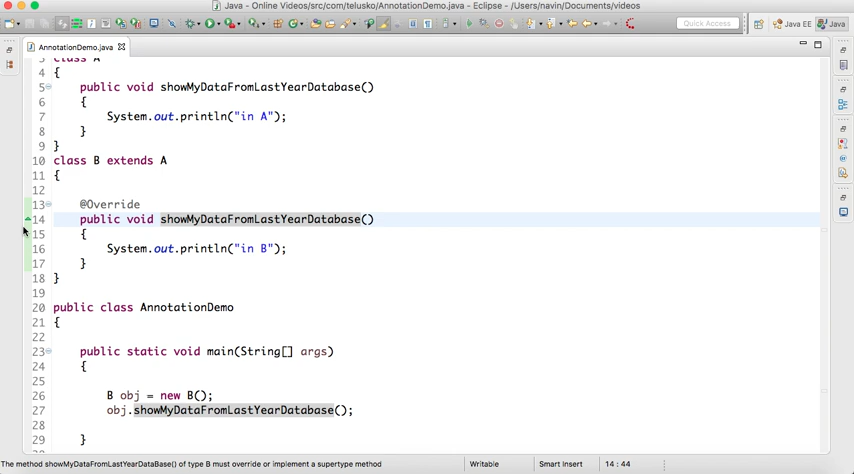 Java - Online Videos/src/com/telusko/AnnotationDemo.java - Eclipse - /Users/navin/Documents/videos
Quick Access
Java EE
Java
AnnotationDemo.java
3 class A
4 {
5 public void showMyDataFromLastYearDatabase()
6 {
7 System.out.println("in A");
8 }
9 }
10 class B extends A
11 {
12
13 @Override
14 public void showMyDataFromLastYearDatabase()
15 {
16 System.out.println("in B");
17 }
18 }
19
20 public class AnnotationDemo
21 {
22
23 public static void main(String[] args)
24 {
25
26 B obj = new B();
27 obj.showMyDataFromLastYearDatabase();
28
29 }
The method showMyDataFromLastYearDataBase() of type B must override or implement a supertype method
Writable
Smart Insert
14 : 44